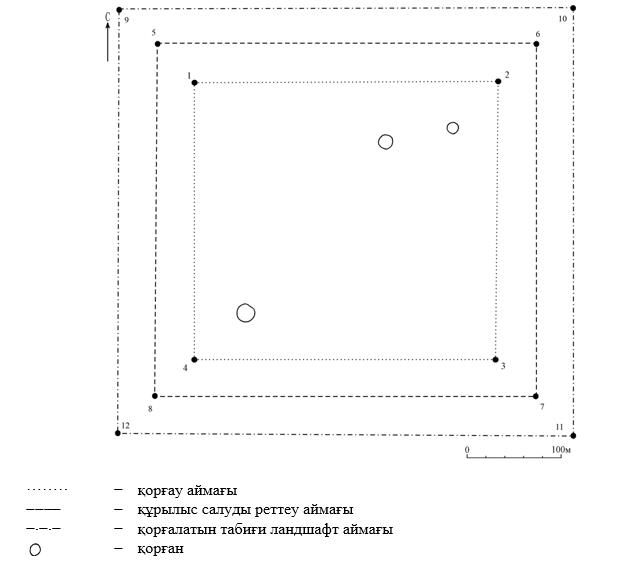 С
9
10
5
6
1
2
4
3
8
7
12
11
0 100м
– қорғау аймағы
– құрылыс салуды реттеу аймағы
– қорғалатын табиғи ландшафт аймағы
– қорған